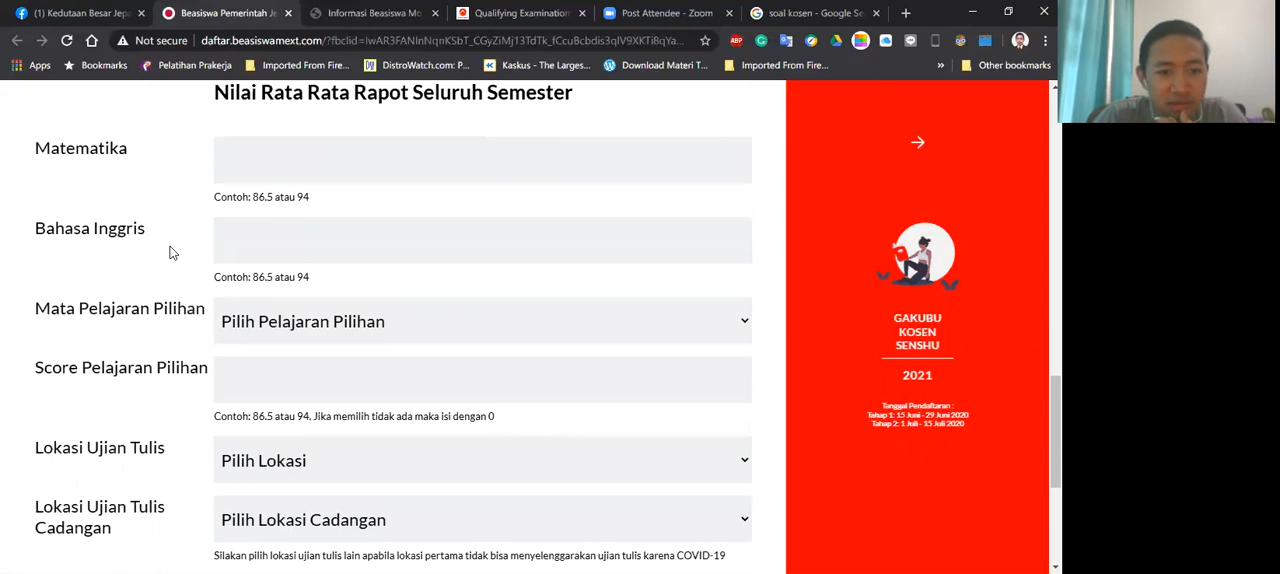 (1) Kedutaan Besar Jepa
Beasiswa Pemerintah Je
Informasi Beasiswa Mo
Qualifying Examination
Post Attendee - Zoom
soal kosen - Google Se
Not secure
daftar.beasiswamext.com/?fbclid=IwAR3FANInNqnKSbT_CGyZiMj13TdTk_fCcuBcbdis3qIV9XKTi8qYa...
Apps
Bookmarks
Pelatihan Prakerja
Imported From Fire...
DistroWatch.com: P...
Kaskus - The Larges...
Download Materi T...
Imported From Fire...
»
Other bookmarks
Nilai Rata Rata Rapot Seluruh Semester
Matematika
Contoh: 86.5 atau 94
Bahasa Inggris
Contoh: 86.5 atau 94
Mata Pelajaran Pilihan
Pilih Pelajaran Pilihan
Score Pelajaran Pilihan
Contoh: 86.5 atau 94, Jika memilih tidak ada maka isi dengan 0
Lokasi Ujian Tulis
Pilih Lokasi
Lokasi Ujian Tulis
Cadangan
Pilih Lokasi Cadangan
Silakan pilih lokasi ujian tulis lain apabila lokasi pertama tidak bisa menyelenggarakan ujian tulis karena COVID-19
GAKUBU
KOSEN
SENSHU
2021
Tanggal Pendaftaran :
Tahap 1: 15 Juni - 29 Juni 2020
Tahap 2: 1 Juli - 15 Juli 2020